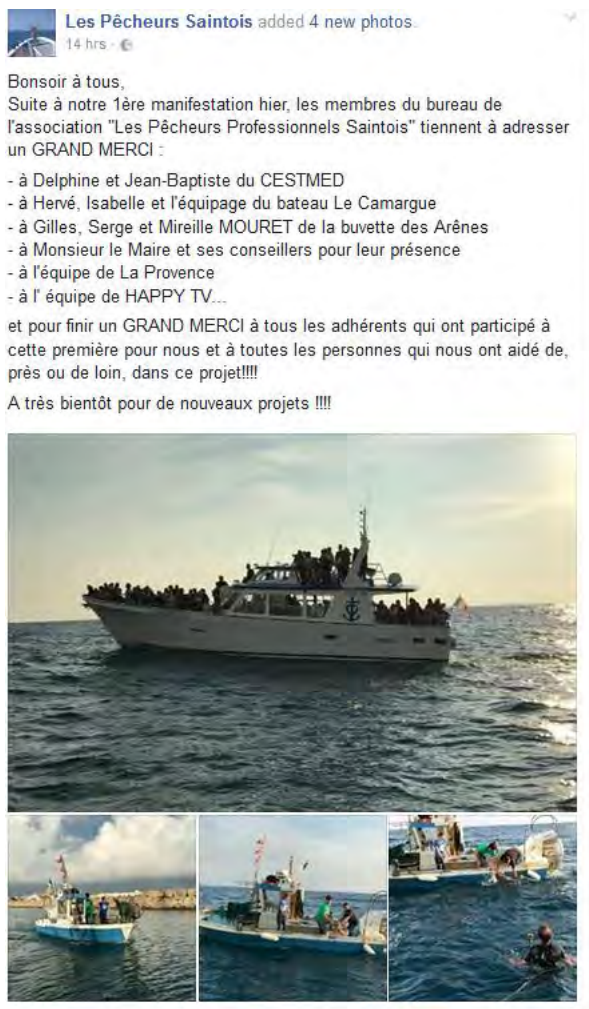 Les Pêcheurs Saintois added 4 new photos.
14 hrs ·
Bonsoir à tous,
Suite à notre 1ère manifestation hier, les membres du bureau de
l'association "Les Pêcheurs Professionnels Saintois" tiennent à adresser
un GRAND MERCI :
- à Delphine et Jean-Baptiste du CESTMED
- à Hervé, Isabelle et l'équipage du bateau Le Camargue
- à Gilles, Serge et Mireille MOURET de la buvette des Arênes
- à Monsieur le Maire et ses conseillers pour leur présence
- à l'équipe de La Provence
- à l' équipe de HAPPY TV...
et pour finir un GRAND MERCI à tous les adhérents qui ont participé à
cette première pour nous et à toutes les personnes qui nous ont aidé de,
près ou de loin, dans ce projet!!!!
A très bientôt pour de nouveaux projets !!!!